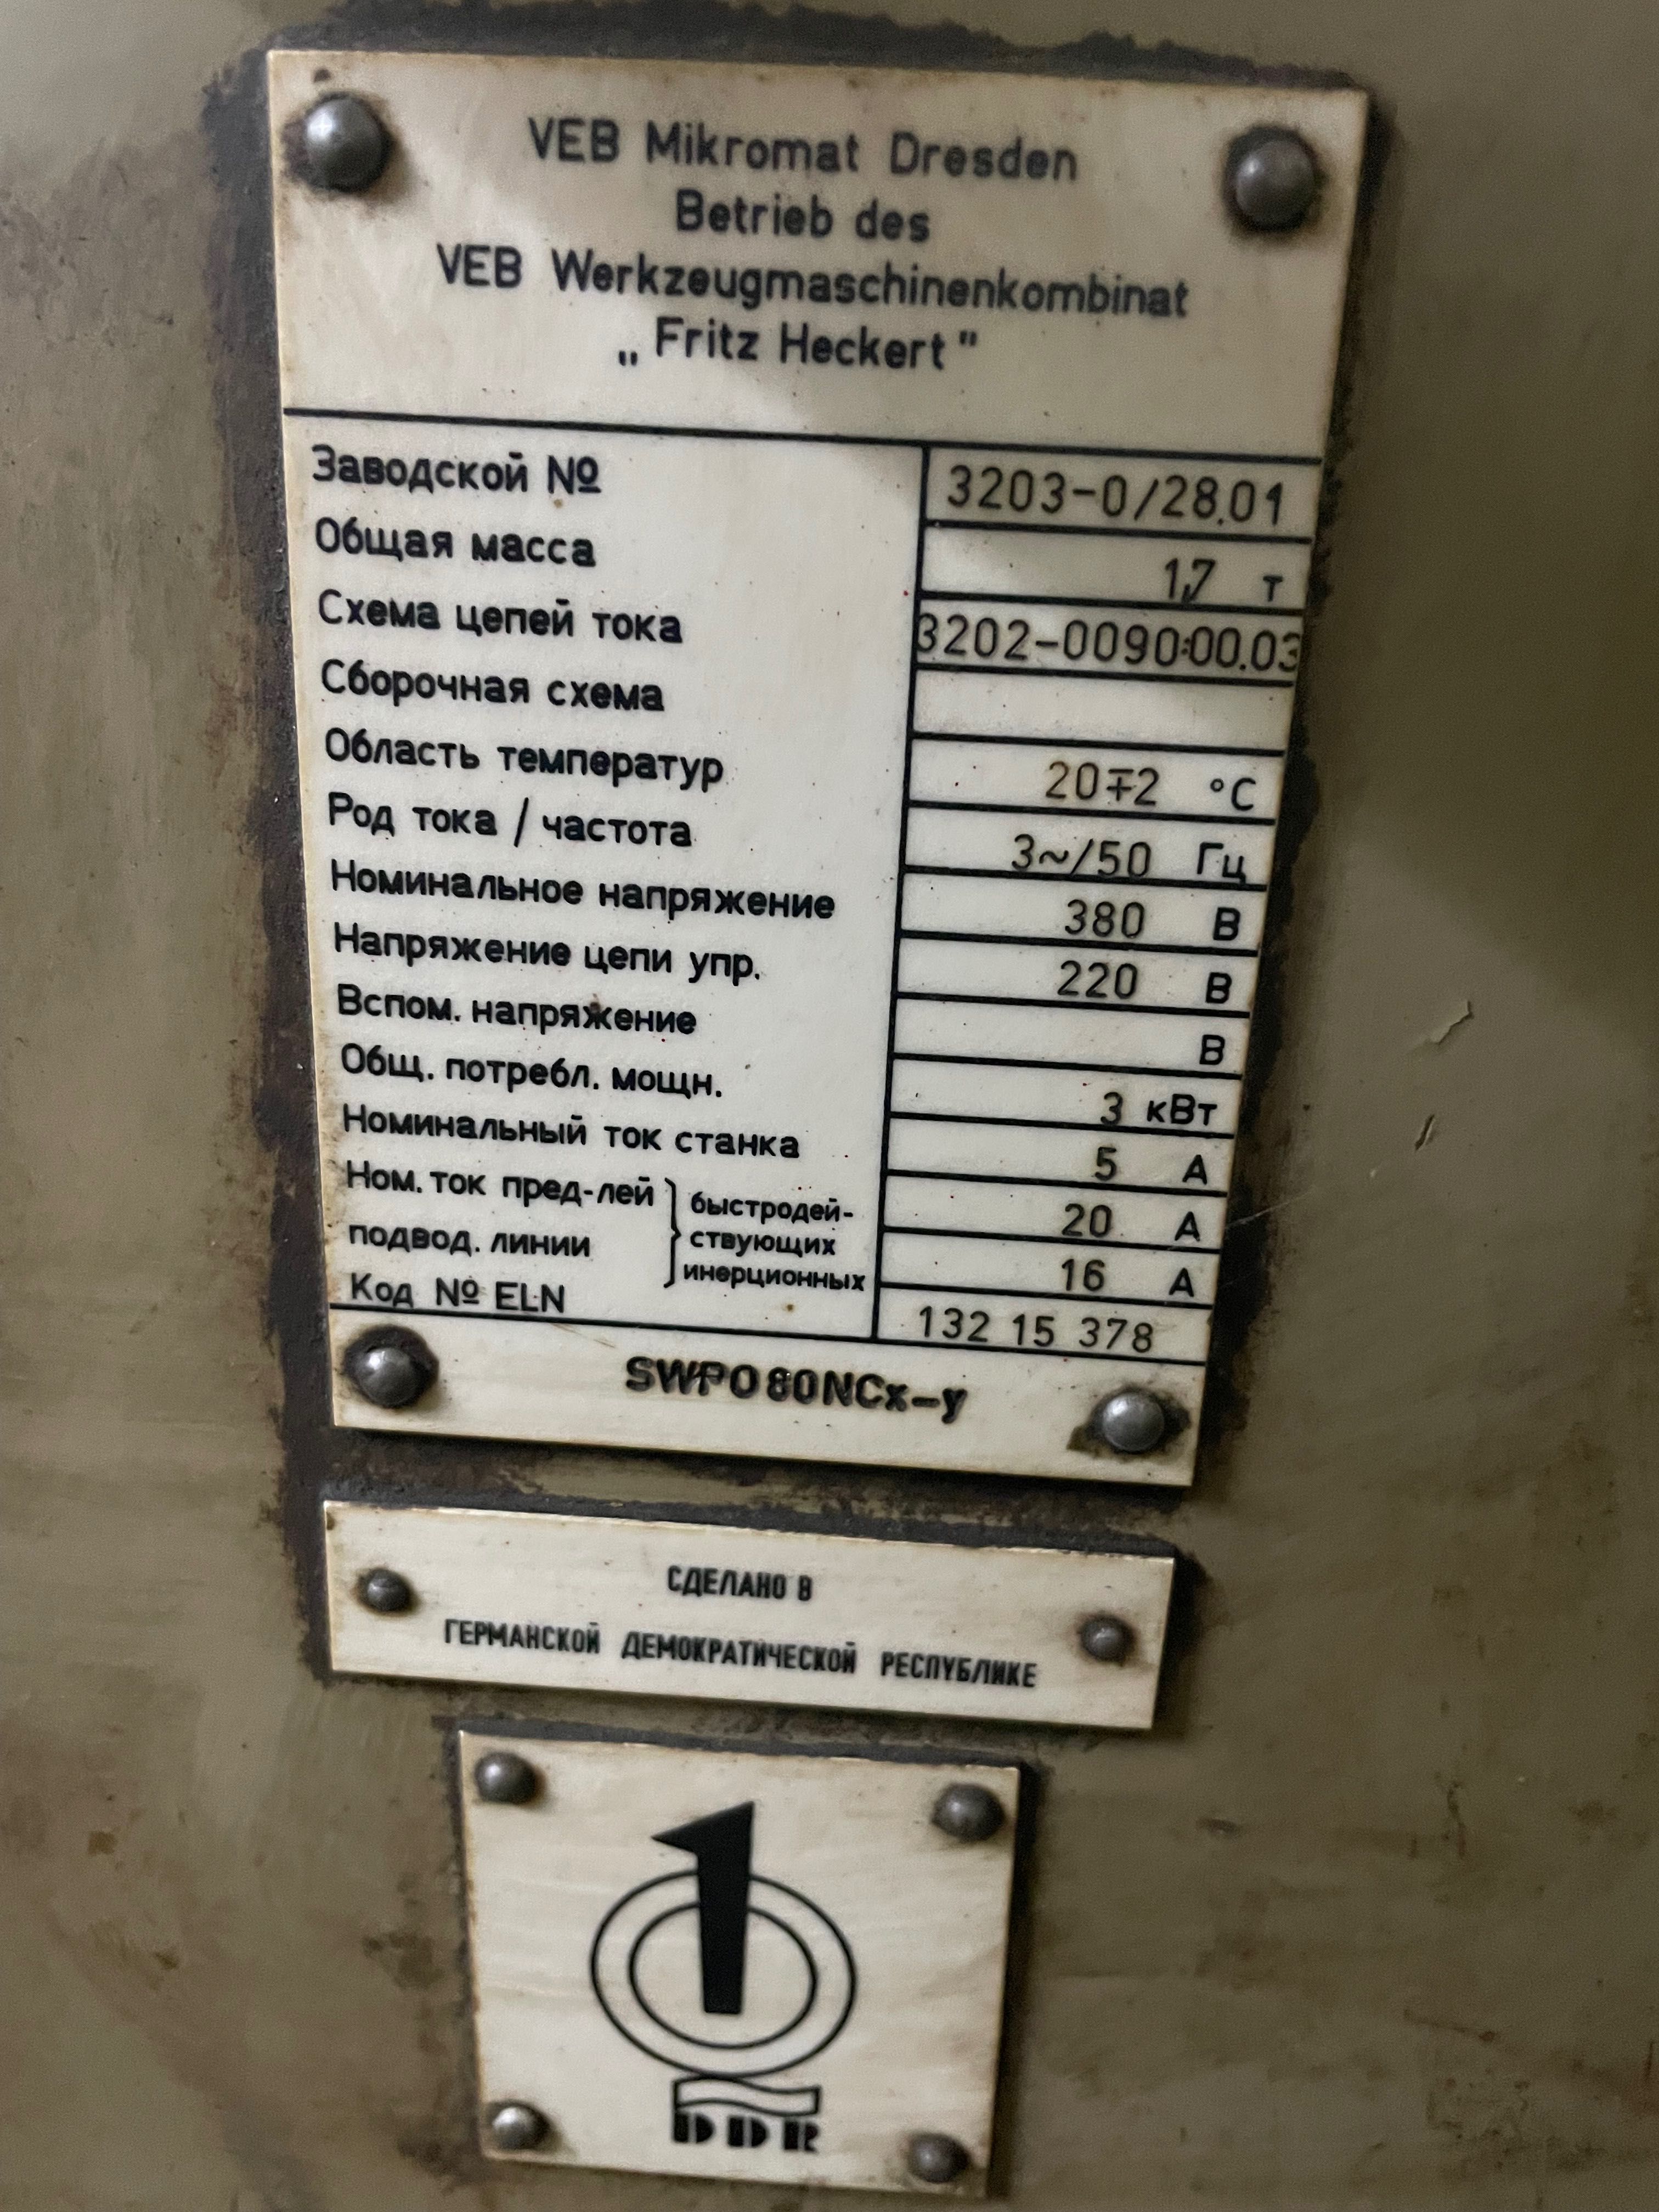 VEB Mikromat Dresden
Betrieb des
VEB Werkzeugmaschinenkombinat
„Fritz Heckert"
Заводской № 3203-0/28.01
Общая масса 1,7 т
Схема цепей тока 3202-0090:00.03
Сборочная схема
Область температур 20∓2 °C
Род тока / частота 3~/50 Гц
Номинальное напряжение 380 В
Напряжение цепи упр. 220 В
Вспом. напряжение В
Общ. потребл. мощн. 3 кВт
Номинальный ток станка 5 А
Ном. ток пред-лей } быстродей- 20 А
подвод. линии ствующих
инерционных 16 А
Код № ELN 132 15 378
SWPO80NCx-y
СДЕЛАНО В
ГЕРМАНСКОЙ ДЕМОКРАТИЧЕСКОЙ РЕСПУБЛИКЕ
1
DDR